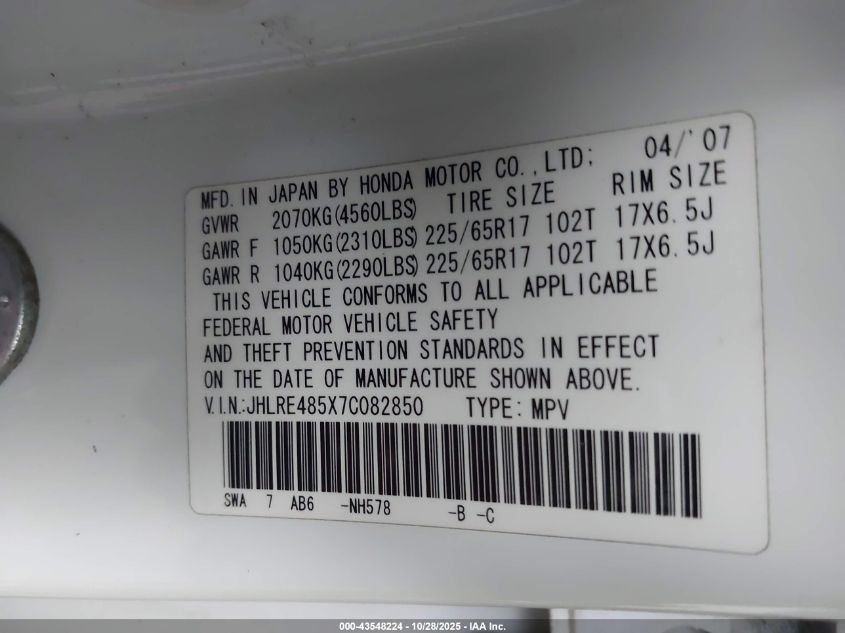 MFD. IN JAPAN BY HONDA MOTOR CO., LTD; 04/'07
GVWR 2070KG(4560LBS) TIRE SIZE RIM SIZE
GAWR F 1050KG(2310LBS) 225/65R17 102T 17X6.5J
GAWR R 1040KG(2290LBS) 225/65R17 102T 17X6.5J
THIS VEHICLE CONFORMS TO ALL APPLICABLE
FEDERAL MOTOR VEHICLE SAFETY
AND THEFT PREVENTION STANDARDS IN EFFECT
ON THE DATE OF MANUFACTURE SHOWN ABOVE.
V.I.N.:JHLRE485X7C082850 TYPE: MPV
SWA 7 AB6 -NH578 -B -C
000-43548224 - 10/28/2025 - IAA Inc.